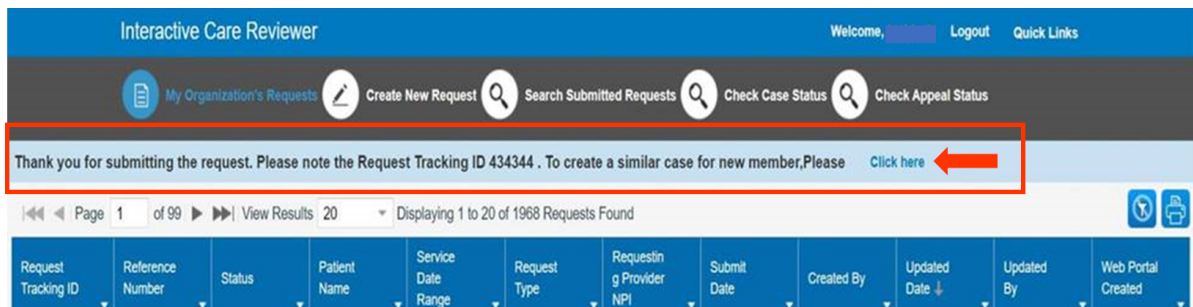 Interactive Care Reviewer
Welcome, Logout Quick Links
My Organization's Requests Create New Request Search Submitted Requests Check Case Status Check Appeal Status
Thank you for submitting the request. Please note the Request Tracking ID 434344 . To create a similar case for new member,Please Click here
Page 1 of 99 View Results 20 Displaying 1 to 20 of 1968 Requests Found
Request Tracking ID
Reference Number
Status
Patient Name
Service Date Range
Request Type
Requestin g Provider NPI
Submit Date
Created By
Updated Date
Updated By
Web Portal Created